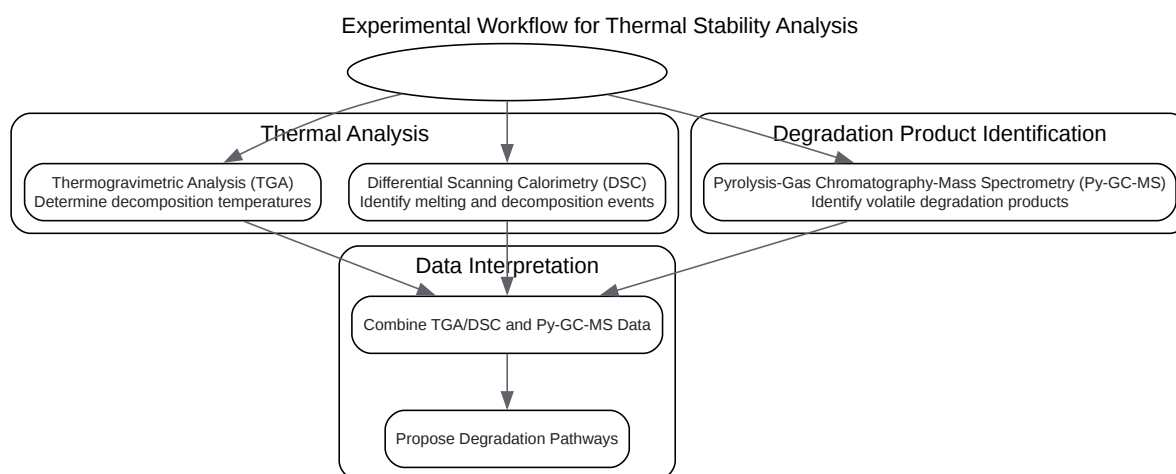 Experimental Workflow for Thermal Stability Analysis
Thermal Analysis
Degradation Product Identification
Thermogravimetric Analysis (TGA)
Determine decomposition temperatures
Differential Scanning Calorimetry (DSC)
Identify melting and decomposition events
Pyrolysis-Gas Chromatography-Mass Spectrometry (Py-GC-MS)
Identify volatile degradation products
Data Interpretation
Combine TGA/DSC and Py-GC-MS Data
Propose Degradation Pathways